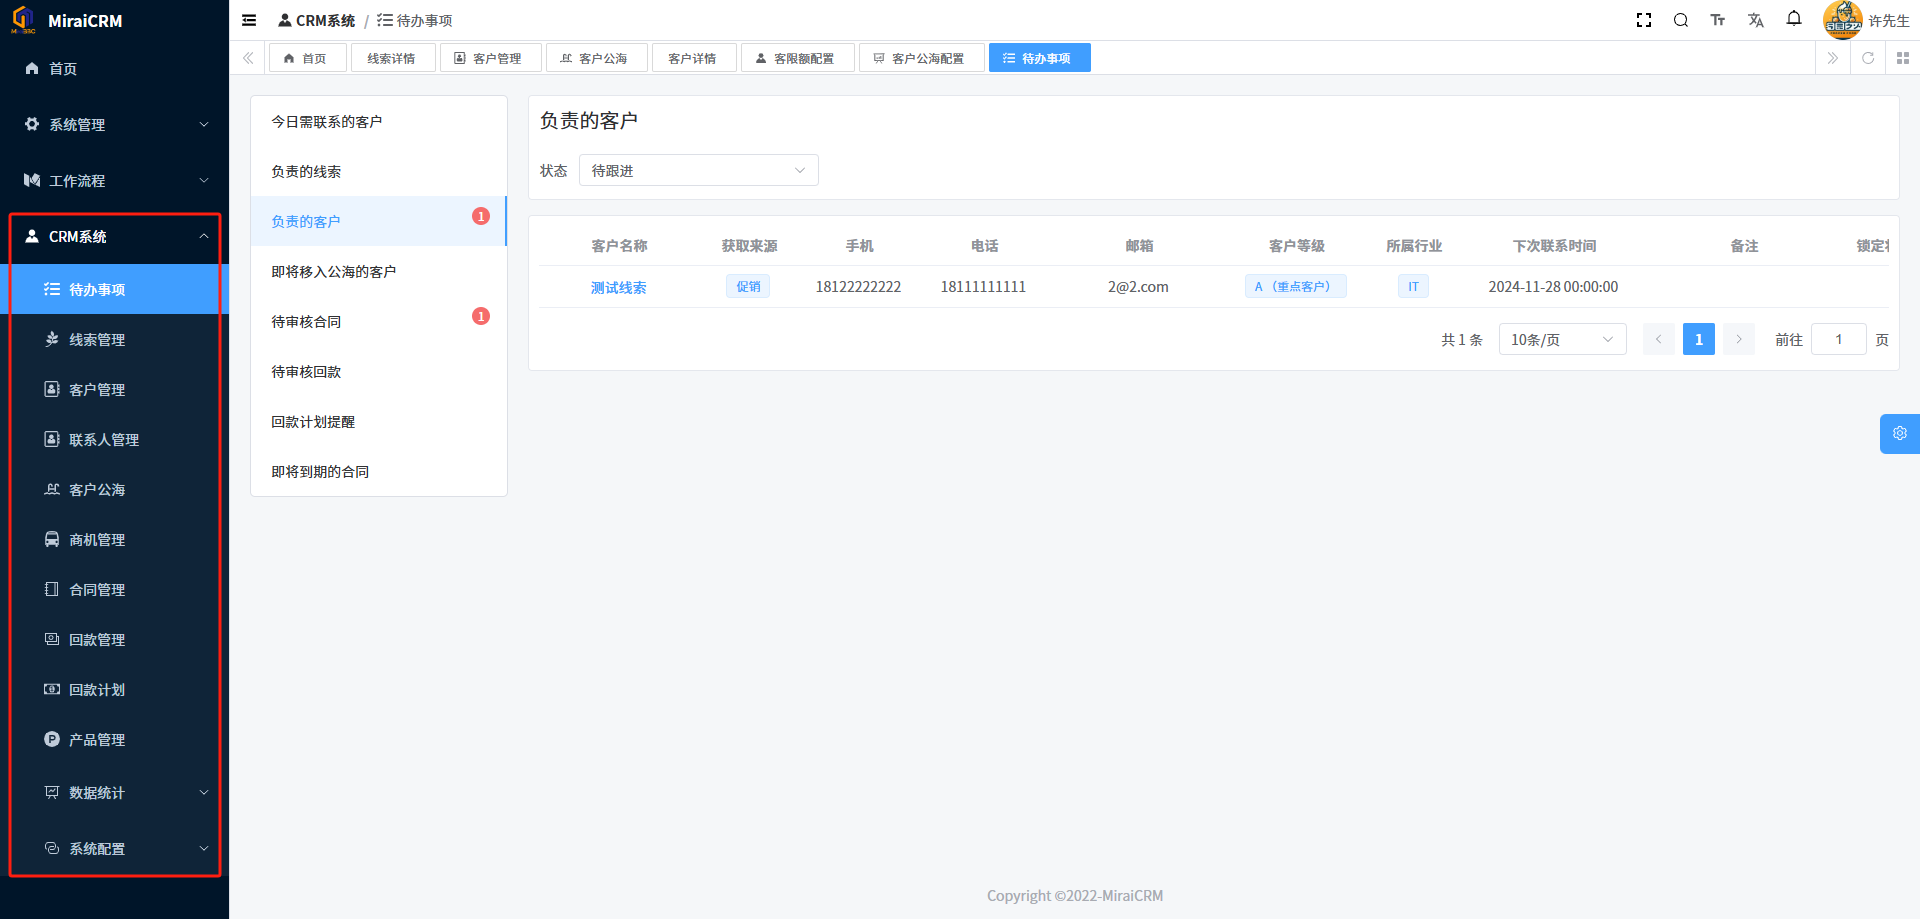 MiraiCRM
首页
系统管理
工作流程
CRM系统
待办事项
线索管理
客户管理
联系人管理
客户公海
商机管理
合同管理
回款管理
回款计划
产品管理
数据统计
系统配置
CRM系统 / 待办事项
许先生
首页 线索详情 客户管理 客户公海 客户详情 客限额配置 客户公海配置 待办事项
今日需联系的客户
负责的线索
负责的客户 1
即将移入公海的客户
待审核合同 1
待审核回款
回款计划提醒
即将到期的合同
负责的客户
状态 待跟进
客户名称 获取来源 手机 电话 邮箱 客户等级 所属行业 下次联系时间 备注 锁定
测试线索 促销 18122222222 18111111111 2@2.com A （重点客户） IT 2024-11-28 00:00:00
共 1 条 10条/页 1 前往 1 页
Copyright ©2022-MiraiCRM